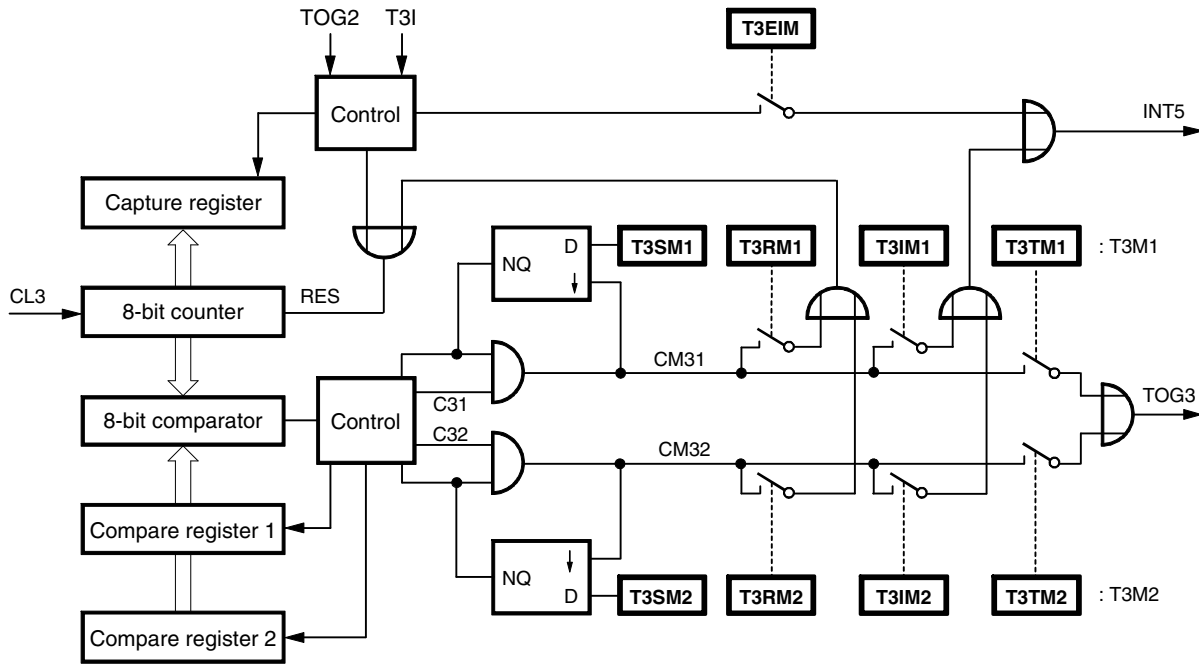 TOG2
T3I
T3EIM
Control
INT5
Capture register
T3SM1
T3RM1
T3IM1
T3TM1
: T3M1
D
NQ
CL3
8-bit counter
RES
CM31
Control
C31
8-bit comparator
C32
TOG3
CM32
Compare register 1
NQ
D
T3SM2
T3RM2
T3IM2
T3TM2
: T3M2
Compare register 2